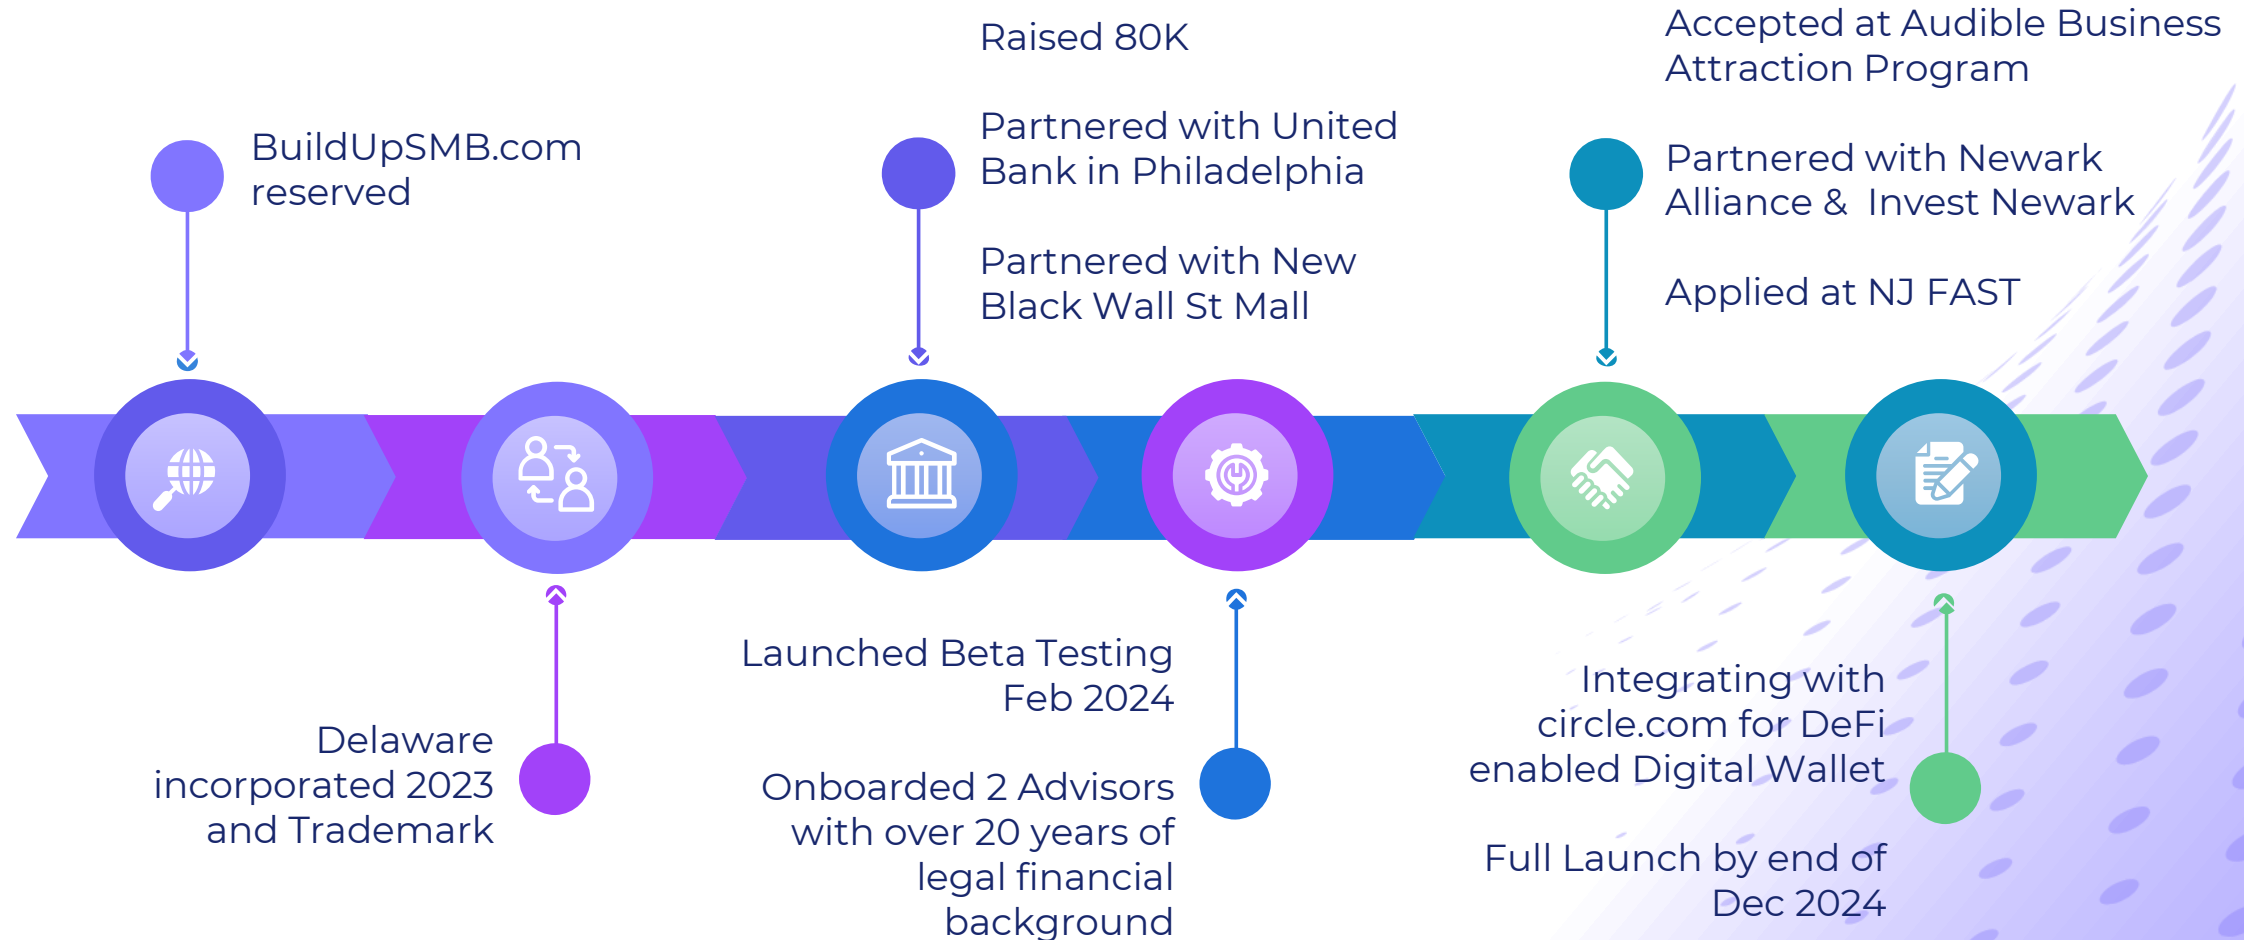 BuildUpSMB.com
reserved
Delaware
incorporated 2023
and Trademark
Raised 80K
Partnered with United
Bank in Philadelphia
Partnered with New
Black Wall St Mall
Launched Beta Testing
Feb 2024
Onboarded 2 Advisors
with over 20 years of
legal financial
background
Accepted at Audible Business
Attraction Program
Partnered with Newark
Alliance &  Invest Newark
Applied at NJ FAST
Integrating with
circle.com for DeFi
enabled Digital Wallet
Full Launch by end of
Dec 2024